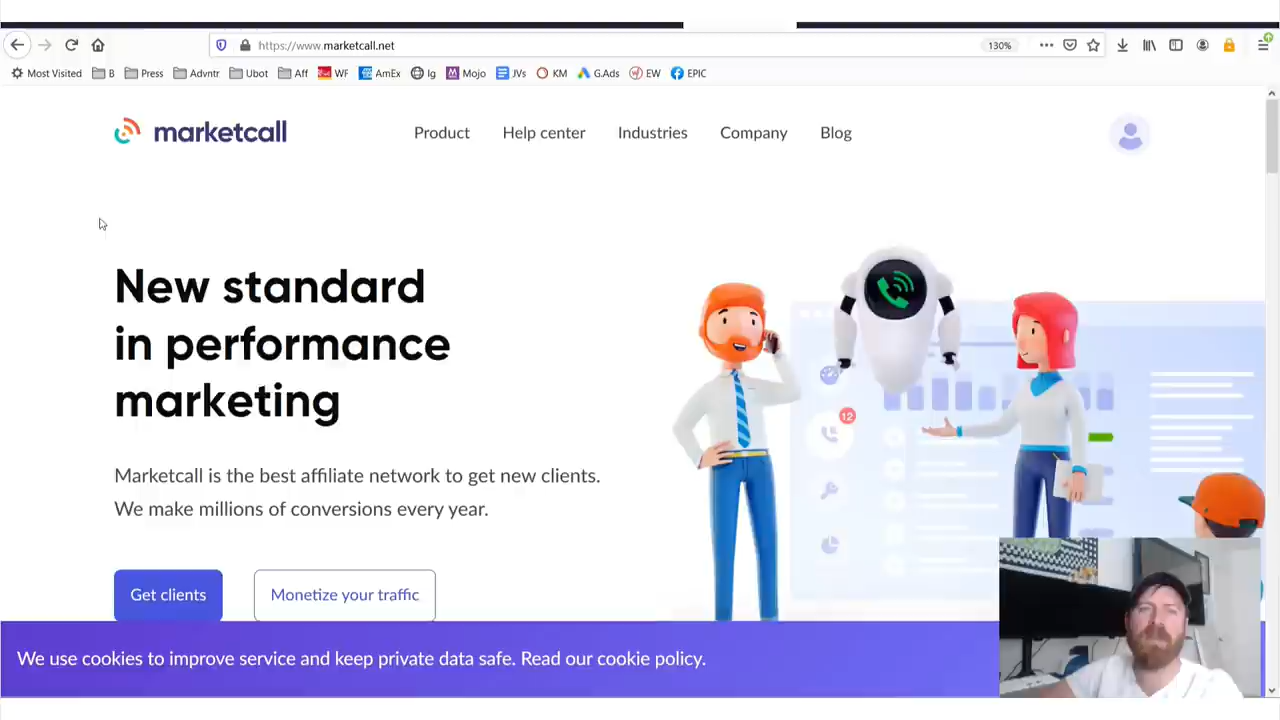 https://www.marketcall.net
130%
Most Visited B Press Advntr Ubot Aff WF AmEx Ig Mojo JVs KM G.Ads EW EPIC
marketcall
Product Help center Industries Company Blog
New standard
in performance
marketing
12
Marketcall is the best affiliate network to get new clients.
We make millions of conversions every year.
Get clients Monetize your traffic
We use cookies to improve service and keep private data safe. Read our cookie policy.